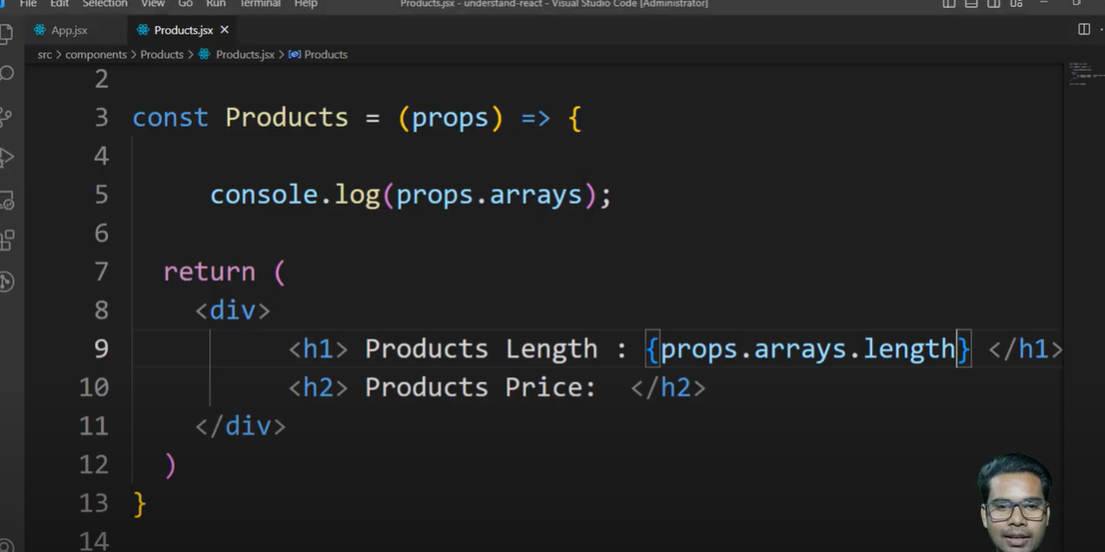 File Edit Selection View Go Run Terminal Help Products.jsx - understand-react - Visual Studio Code [Administrator]
App.jsx Products.jsx
src > components > Products > Products.jsx > Products
2
3 const Products = (props) => {
4
5 console.log(props.arrays);
6
7 return (
8 <div>
9 <h1> Products Length : {props.arrays.length} </h1>
10 <h2> Products Price: </h2>
11 </div>
12 )
13 }
14